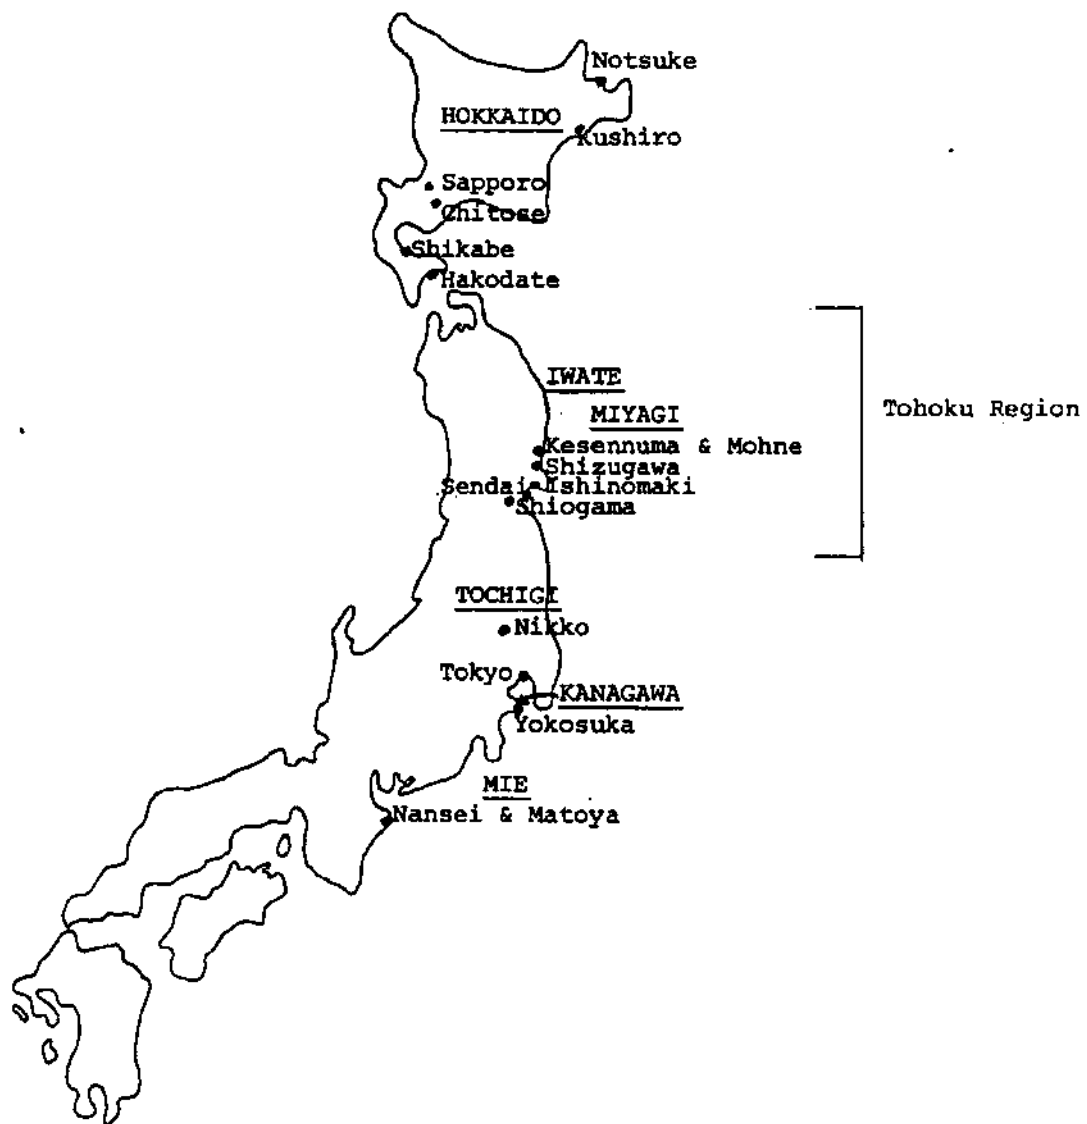 Notsuke
HOKKAIDO
Kushiro
Sapporo
Chitose
Shikabe
Hakodate
IWATE
MIYAGI
Tohoku Region
Kesennuma & Mohne
Shizugawa
Sendai Ishinomaki
Shiogama
TOCHIGI
Nikko
Tokyo
KANAGAWA
Yokosuka
MIE
Nansei & Matoya